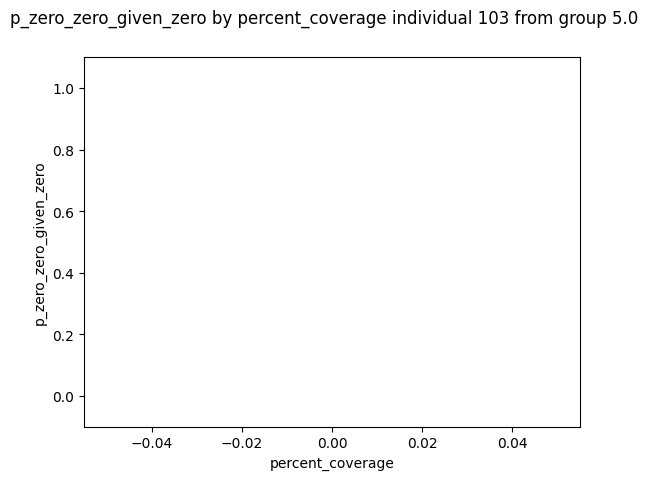 p_zero_zero_given_zero by percent_coverage individual 103 from group 5.0
1.0
0.8
0.6
0.4
0.2
0.0
p_zero_zero_given_zero
−0.04 −0.02 0.00 0.02 0.04
percent_coverage